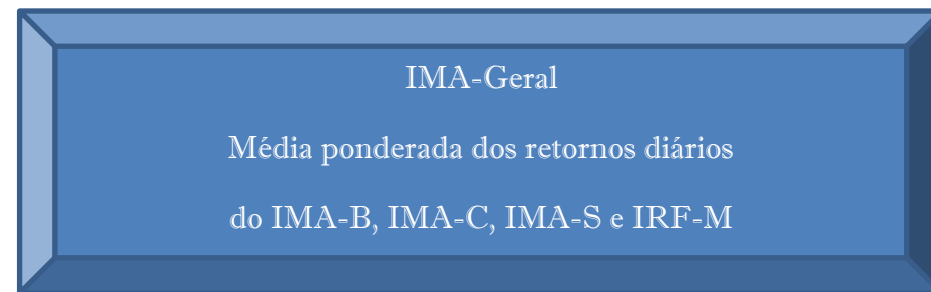 IMA-Geral
Média ponderada dos retornos diários
do IMA-B, IMA-C, IMA-S e IRF-M